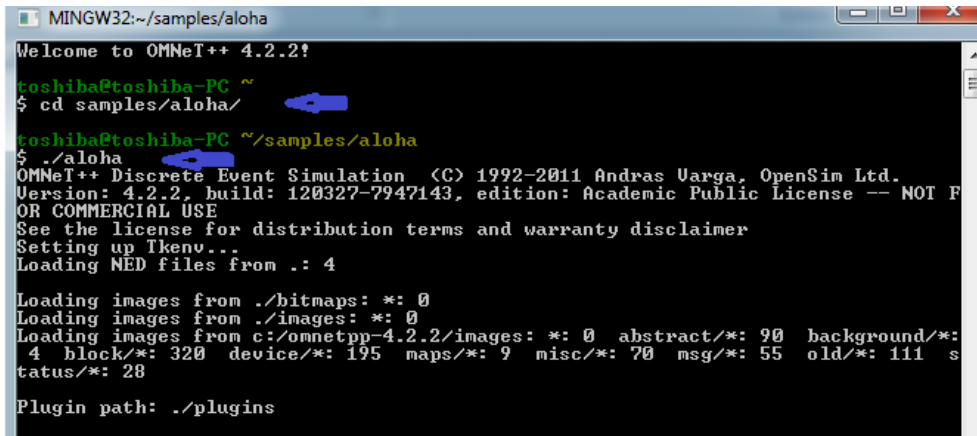 MINGW32:~/samples/aloha
Welcome to OMNeT++ 4.2.2!
toshiba@toshiba-PC ~
$ cd samples/aloha/
toshiba@toshiba-PC ~/samples/aloha
$ ./aloha
OMNeT++ Discrete Event Simulation  (C) 1992-2011 Andras Varga, OpenSim Ltd.
Version: 4.2.2, build: 120327-7947143, edition: Academic Public License -- NOT F
OR COMMERCIAL USE
See the license for distribution terms and warranty disclaimer
Setting up Tkenv...
Loading NED files from .: 4
Loading images from ./bitmaps: *: 0
Loading images from ./images: *: 0
Loading images from c:/omnetpp-4.2.2/images: *: 0  abstract/*: 90  background/*:
 4  block/*: 320  device/*: 195  maps/*: 9  misc/*: 70  msg/*: 55  old/*: 111  s
tatus/*: 28
Plugin path: ./plugins